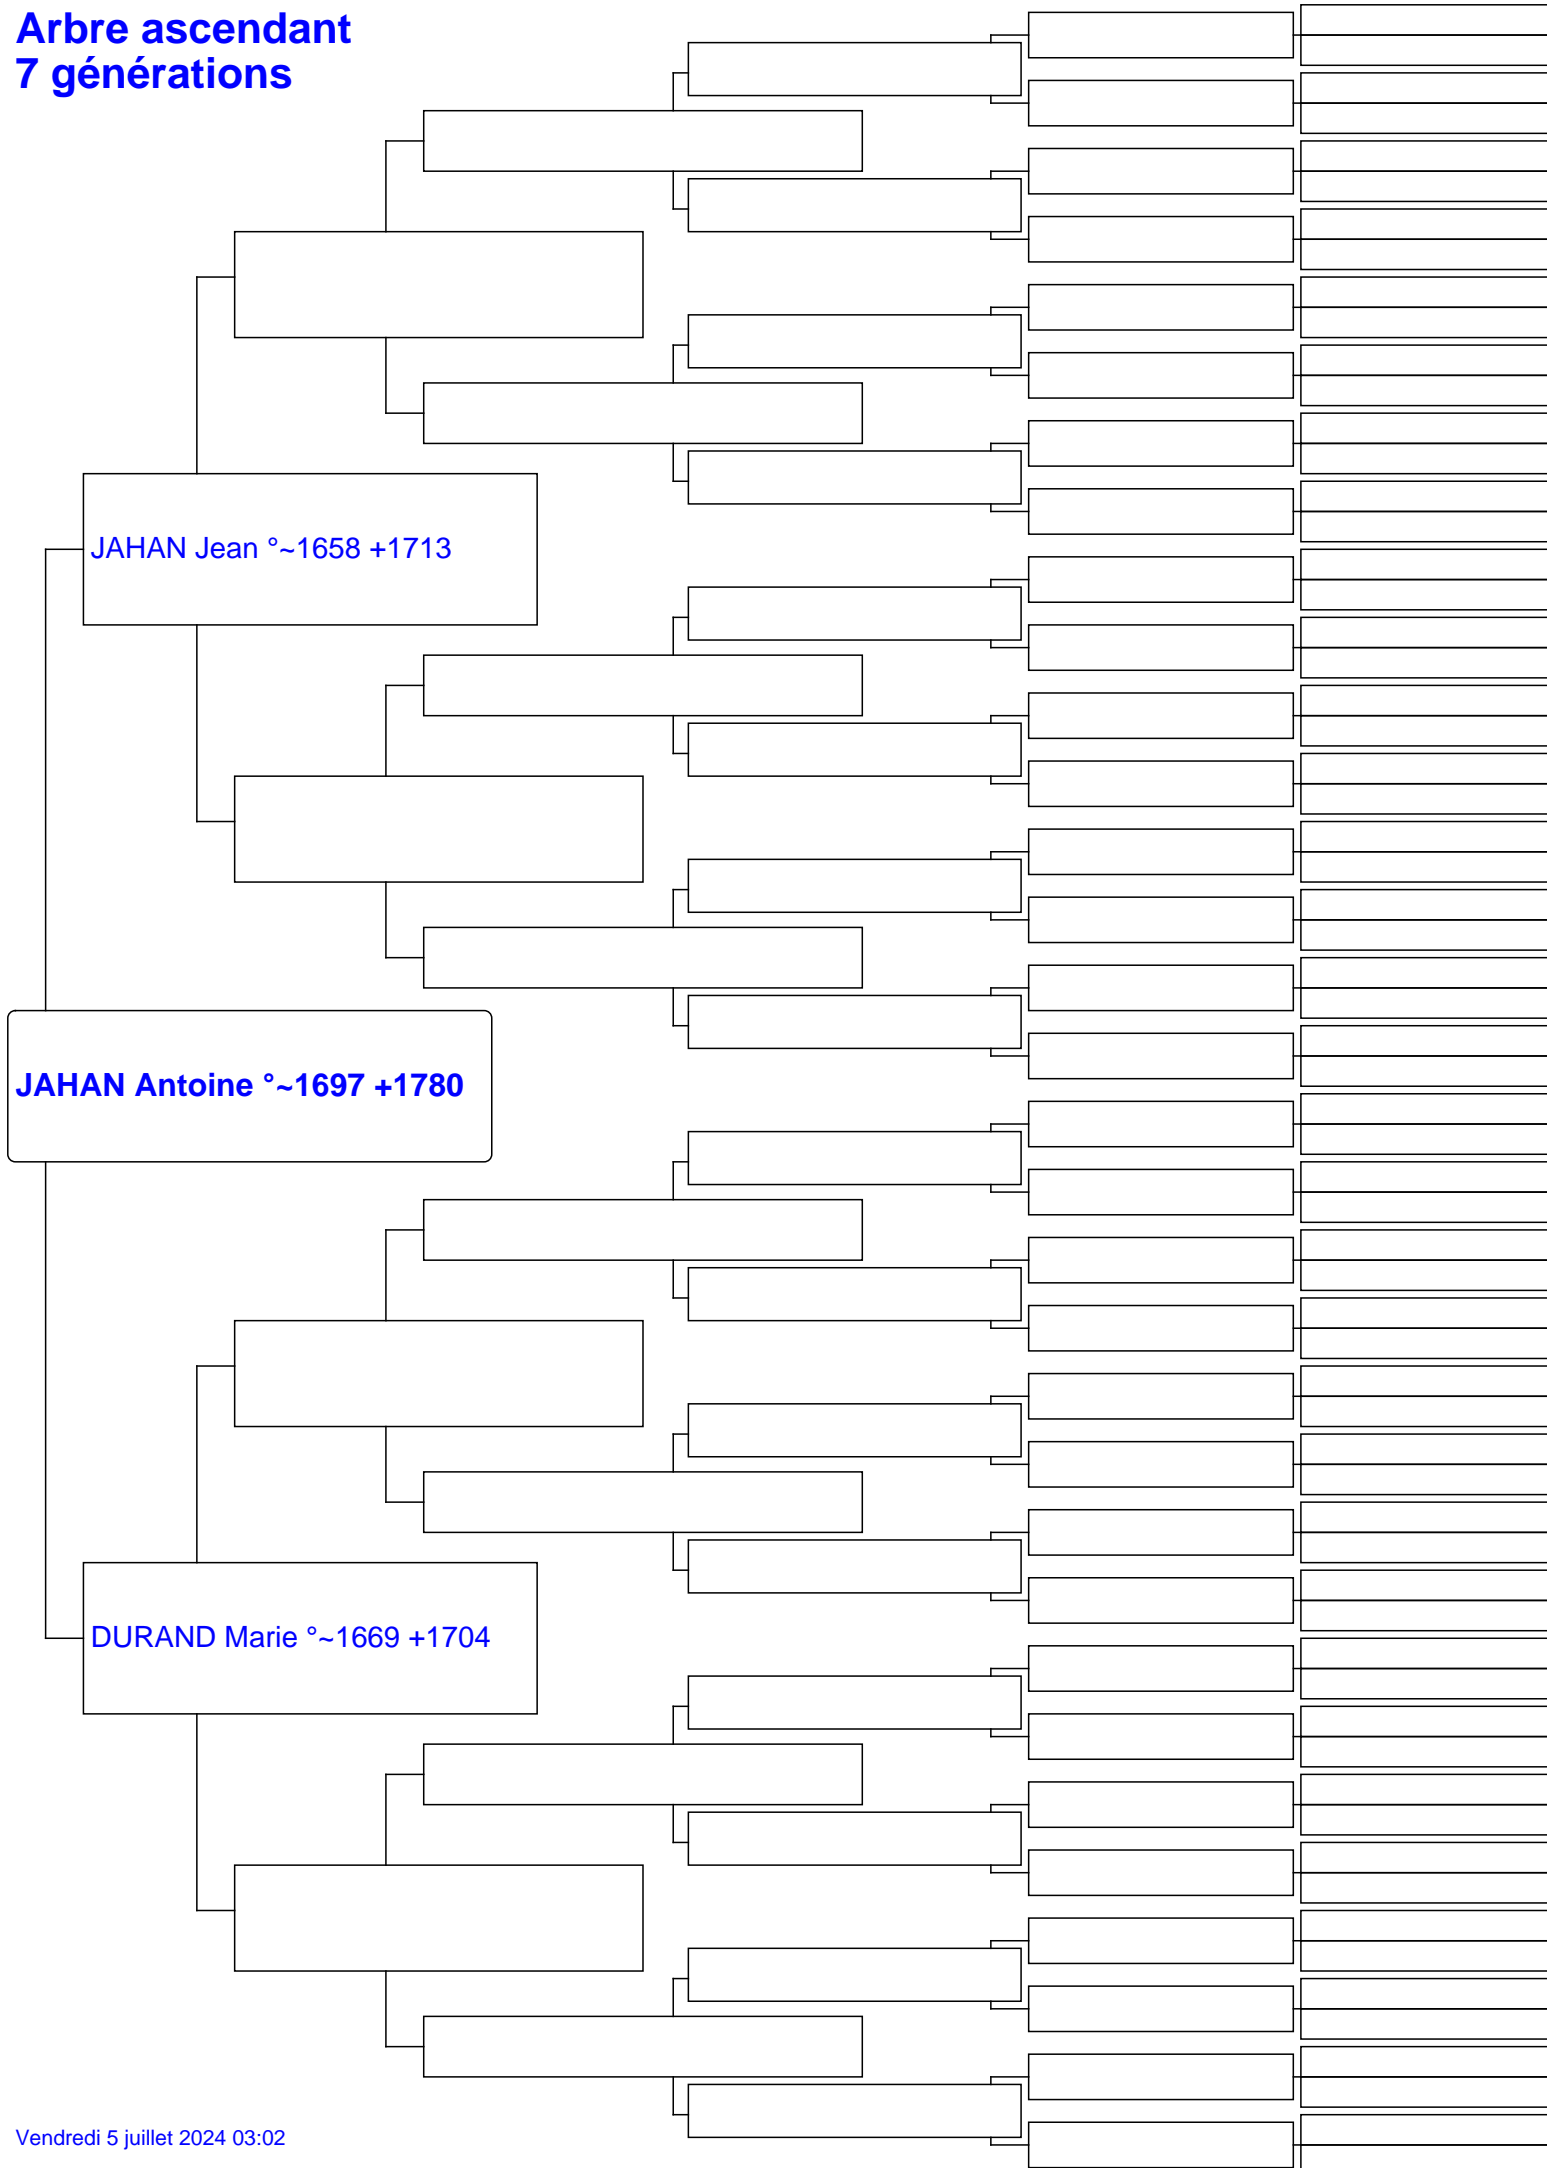 Arbre ascendant
7 générations
JAHAN Jean °~1658 +1713
JAHAN Antoine °~1697 +1780
DURAND Marie °~1669 +1704
Vendredi 5 juillet 2024 03:02